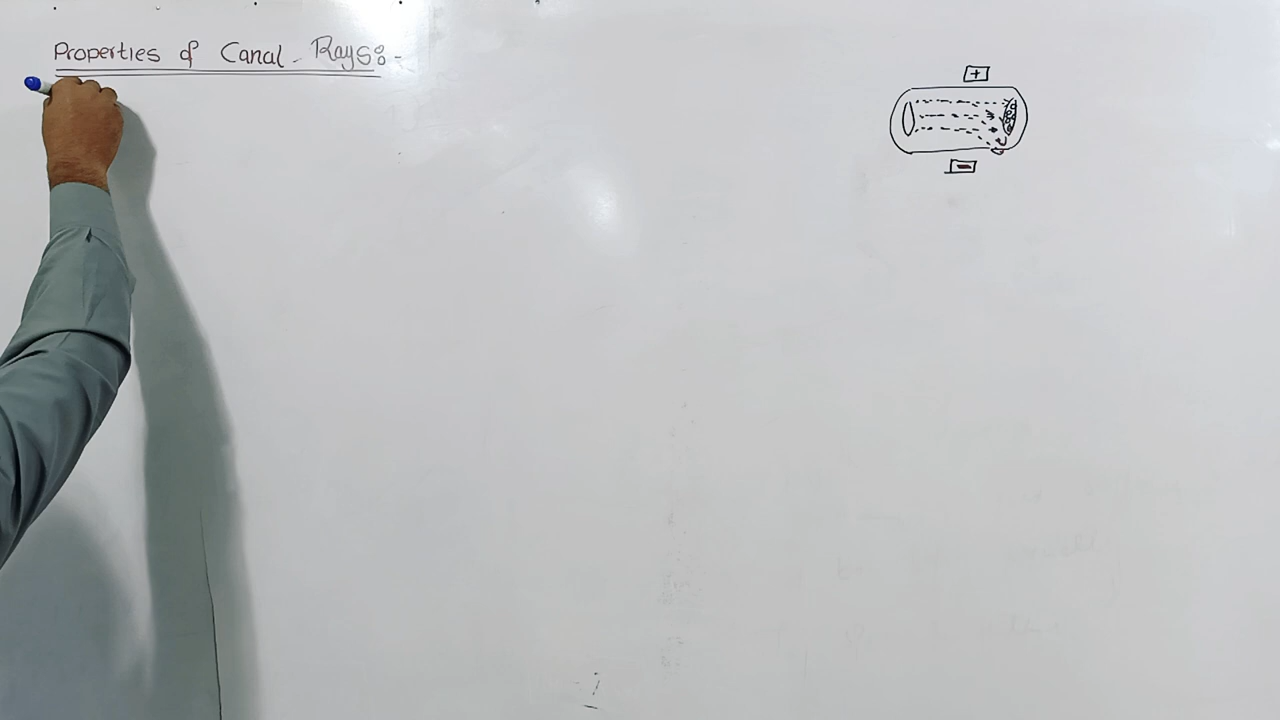 Properties of Canal - Rays:-
+
-